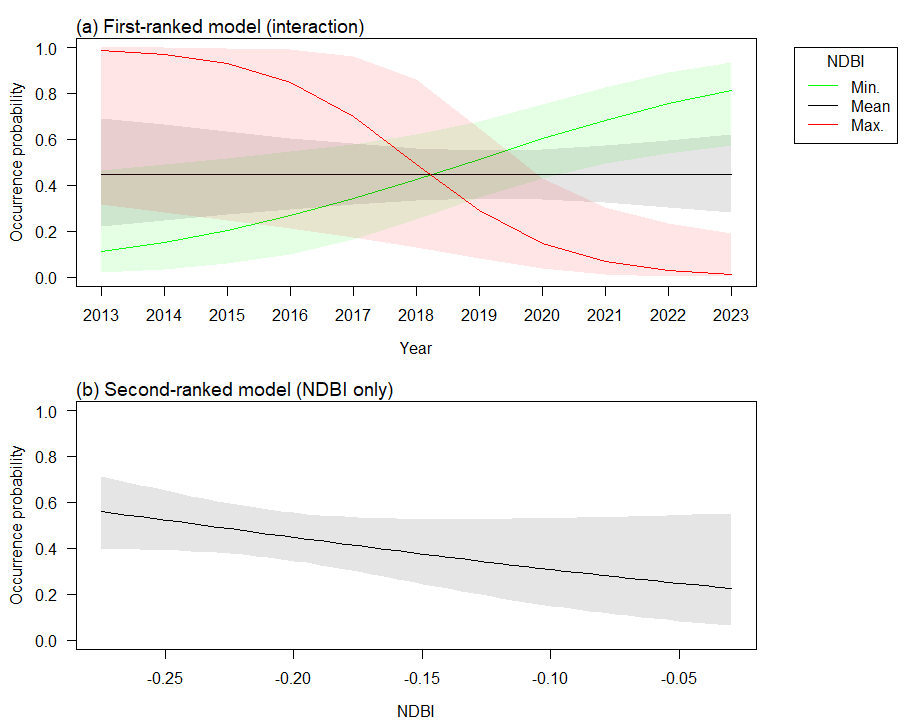 (a) First-ranked model (interaction)
1.0
0.8
0.6
0.4
0.2
0.0
Occurrence probability
2013 2014 2015 2016 2017 2018 2019 2020 2021 2022 2023
Year
NDBI
Min.
Mean
Max.
(b) Second-ranked model (NDBI only)
1.0
0.8
0.6
0.4
0.2
0.0
Occurrence probability
-0.25 -0.20 -0.15 -0.10 -0.05
NDBI